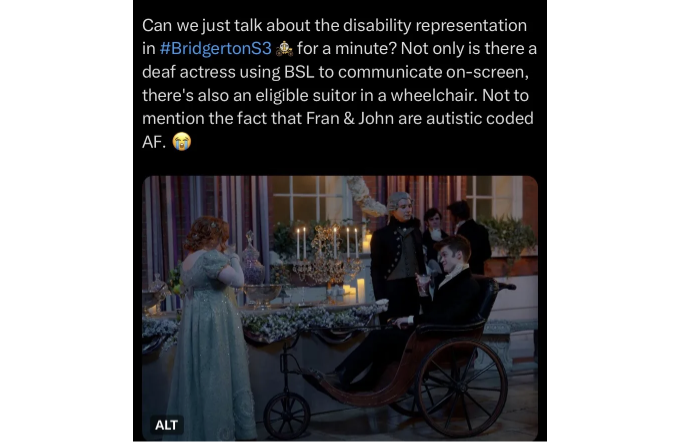 Can we just talk about the disability representation
in #BridgertonS3 for a minute? Not only is there a
deaf actress using BSL to communicate on-screen,
there's also an eligible suitor in a wheelchair. Not to
mention the fact that Fran & John are autistic coded
AF. 😭
ALT